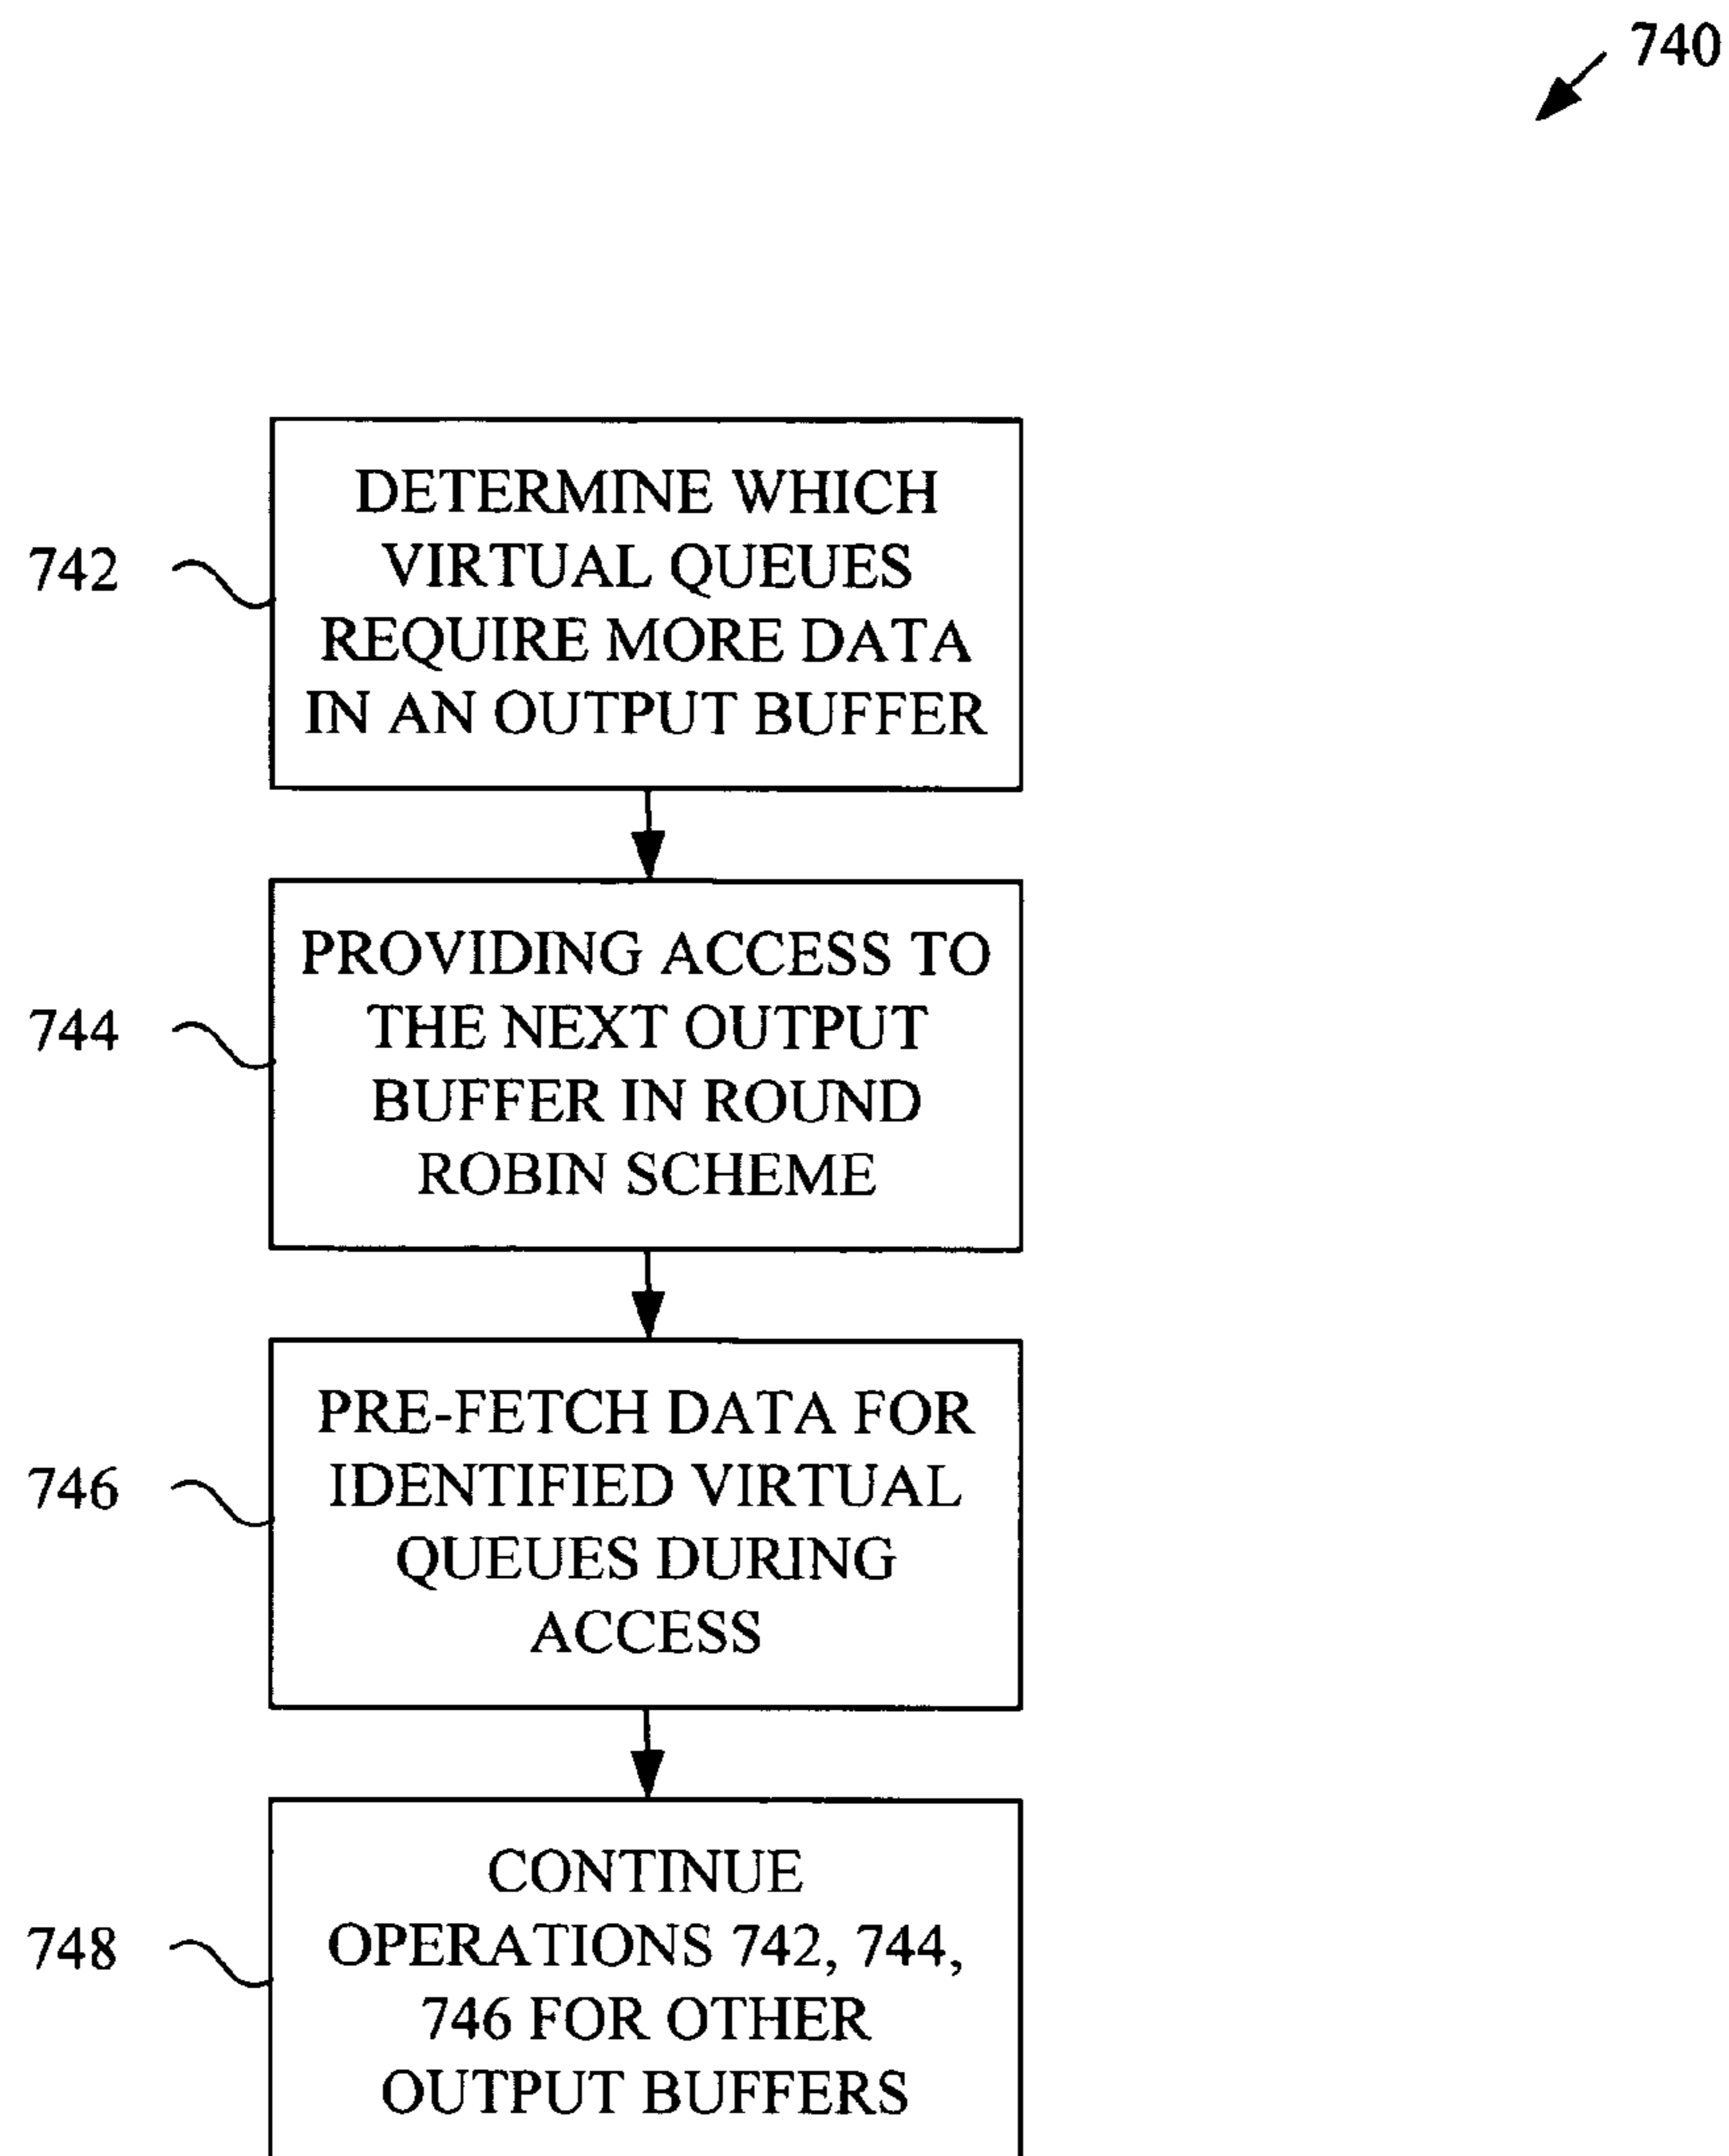 740
DETERMINE WHICH
VIRTUAL QUEUES
REQUIRE MORE DATA
IN AN OUTPUT BUFFER
742
PROVIDING ACCESS TO
THE NEXT OUTPUT
BUFFER IN ROUND
ROBIN SCHEME
744
PRE-FETCH DATA FOR
IDENTIFIED VIRTUAL
QUEUES DURING
ACCESS
746
CONTINUE
OPERATIONS 742, 744,
746 FOR OTHER
OUTPUT BUFFERS
748